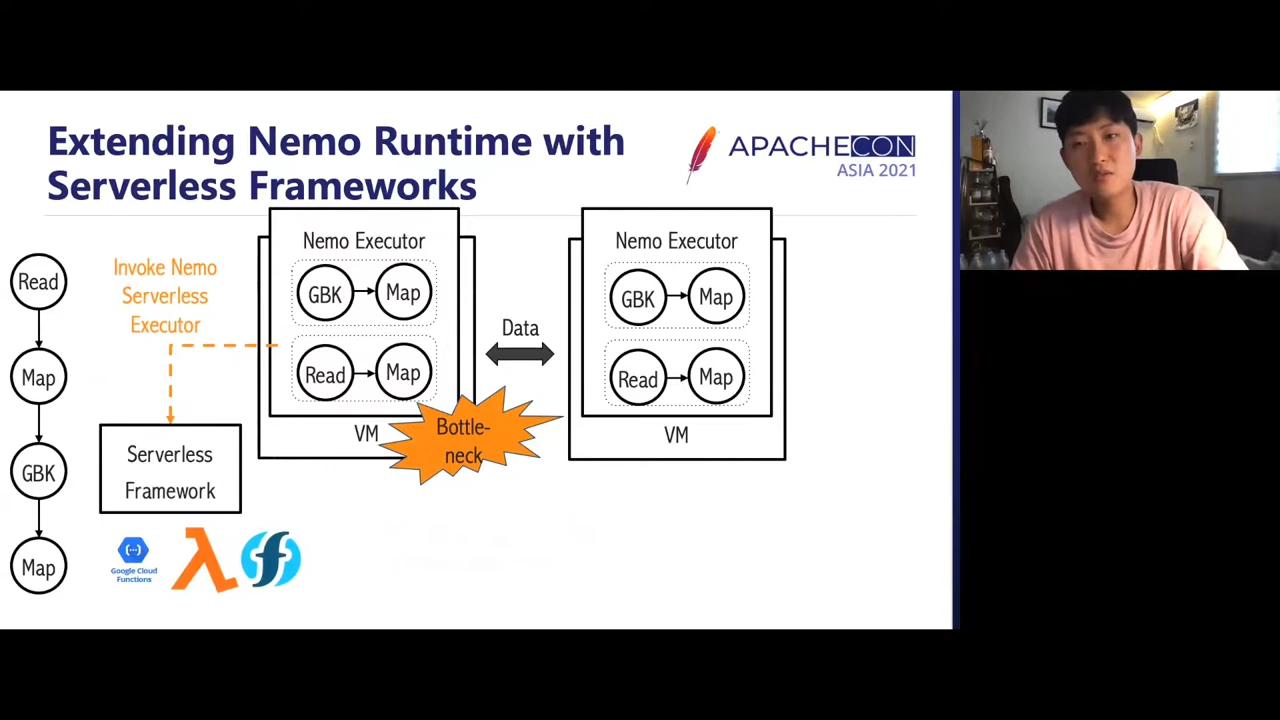 Extending Nemo Runtime with
Serverless Frameworks
APACHECON
ASIA 2021
Read
Map
GBK
Map
Invoke Nemo
Serverless
Executor
Serverless
Framework
Google Cloud
Functions
Nemo Executor
GBK
Map
Read
Map
VM
Bottle-
neck
Data
Nemo Executor
GBK
Map
Read
Map
VM